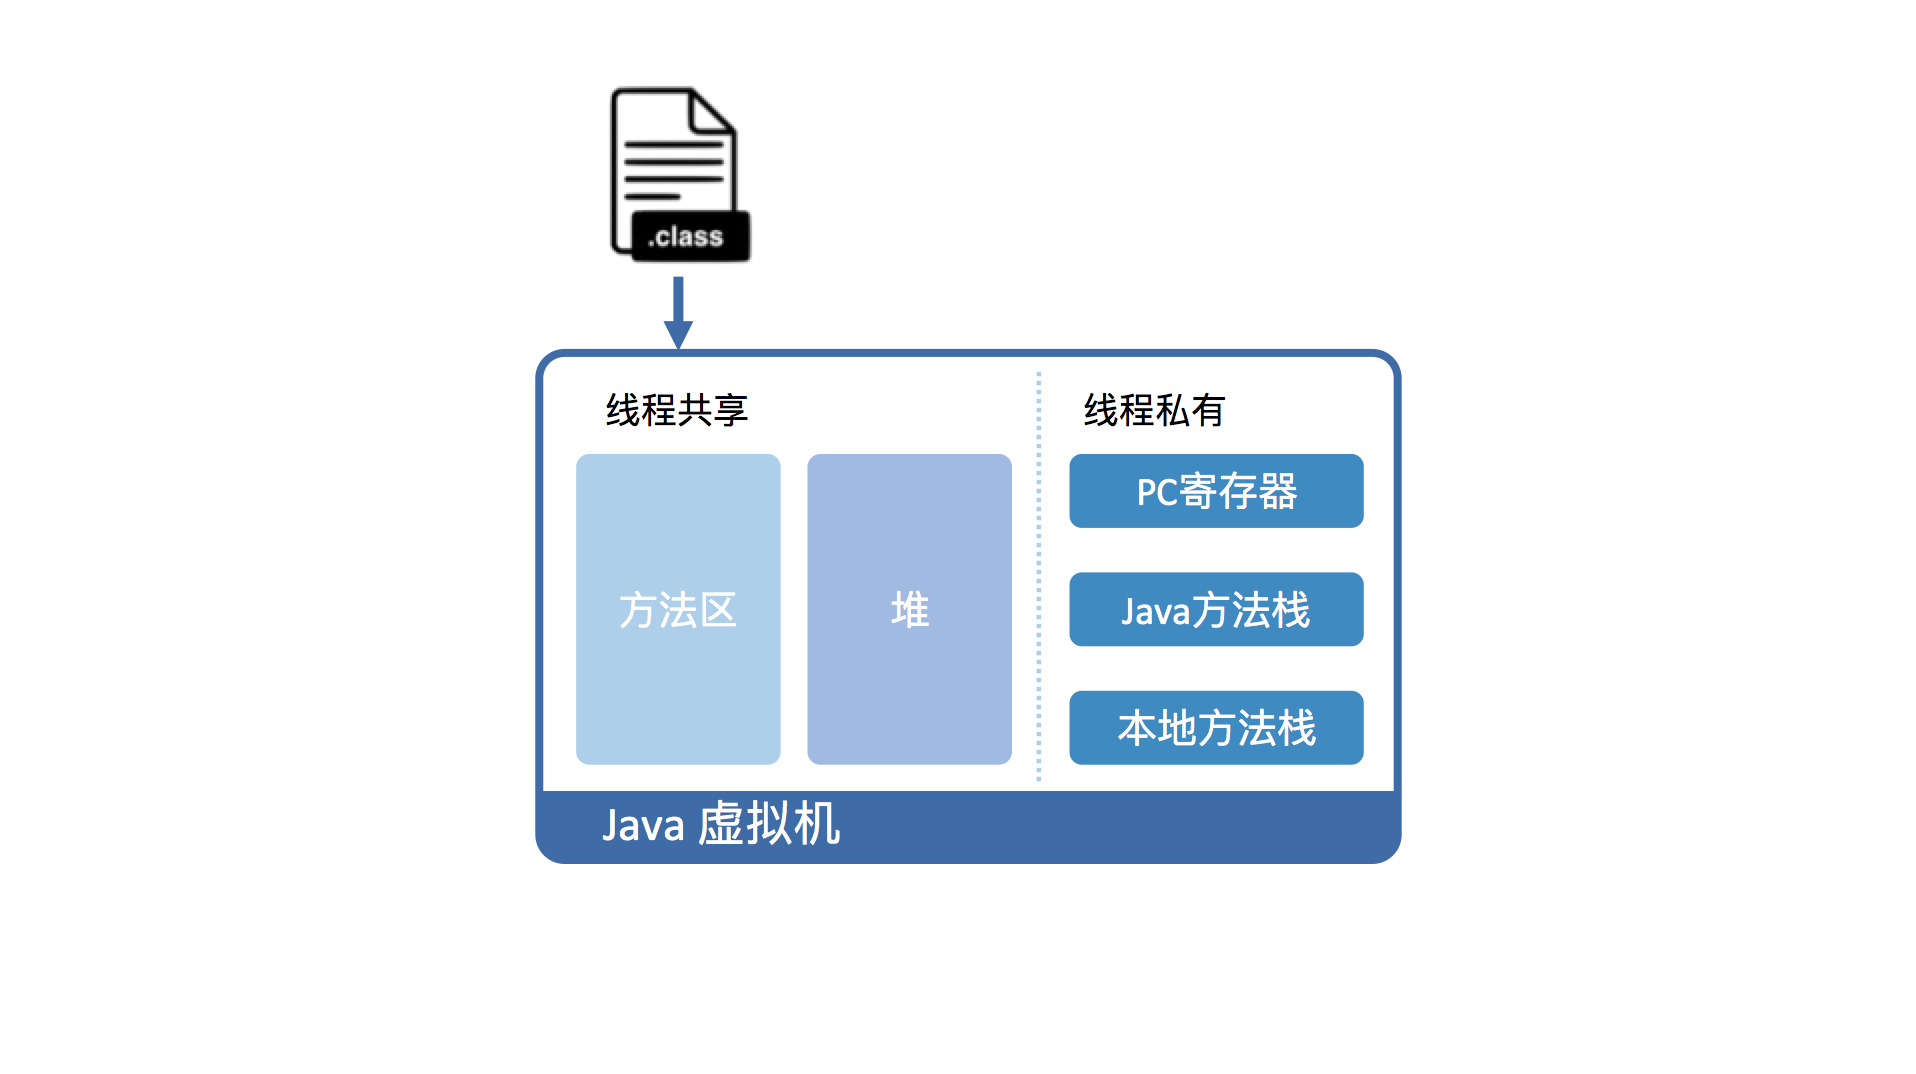 .class
线程共享
线程私有
方法区
堆
PC寄存器
Java方法栈
本地方法栈
Java 虚拟机